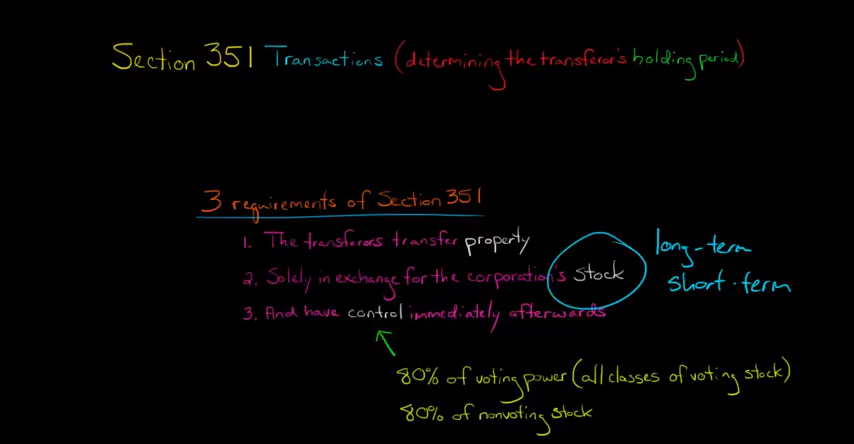 Section 351 Transactions (determining the transferor's holding period)
3 requirements of Section 351
1. The transferors transfer property
2. Solely in exchange for the corporation's stock
3. And have control immediately afterwards
long-term
short-term
80% of voting power (all classes of voting stock)
80% of nonvoting stock